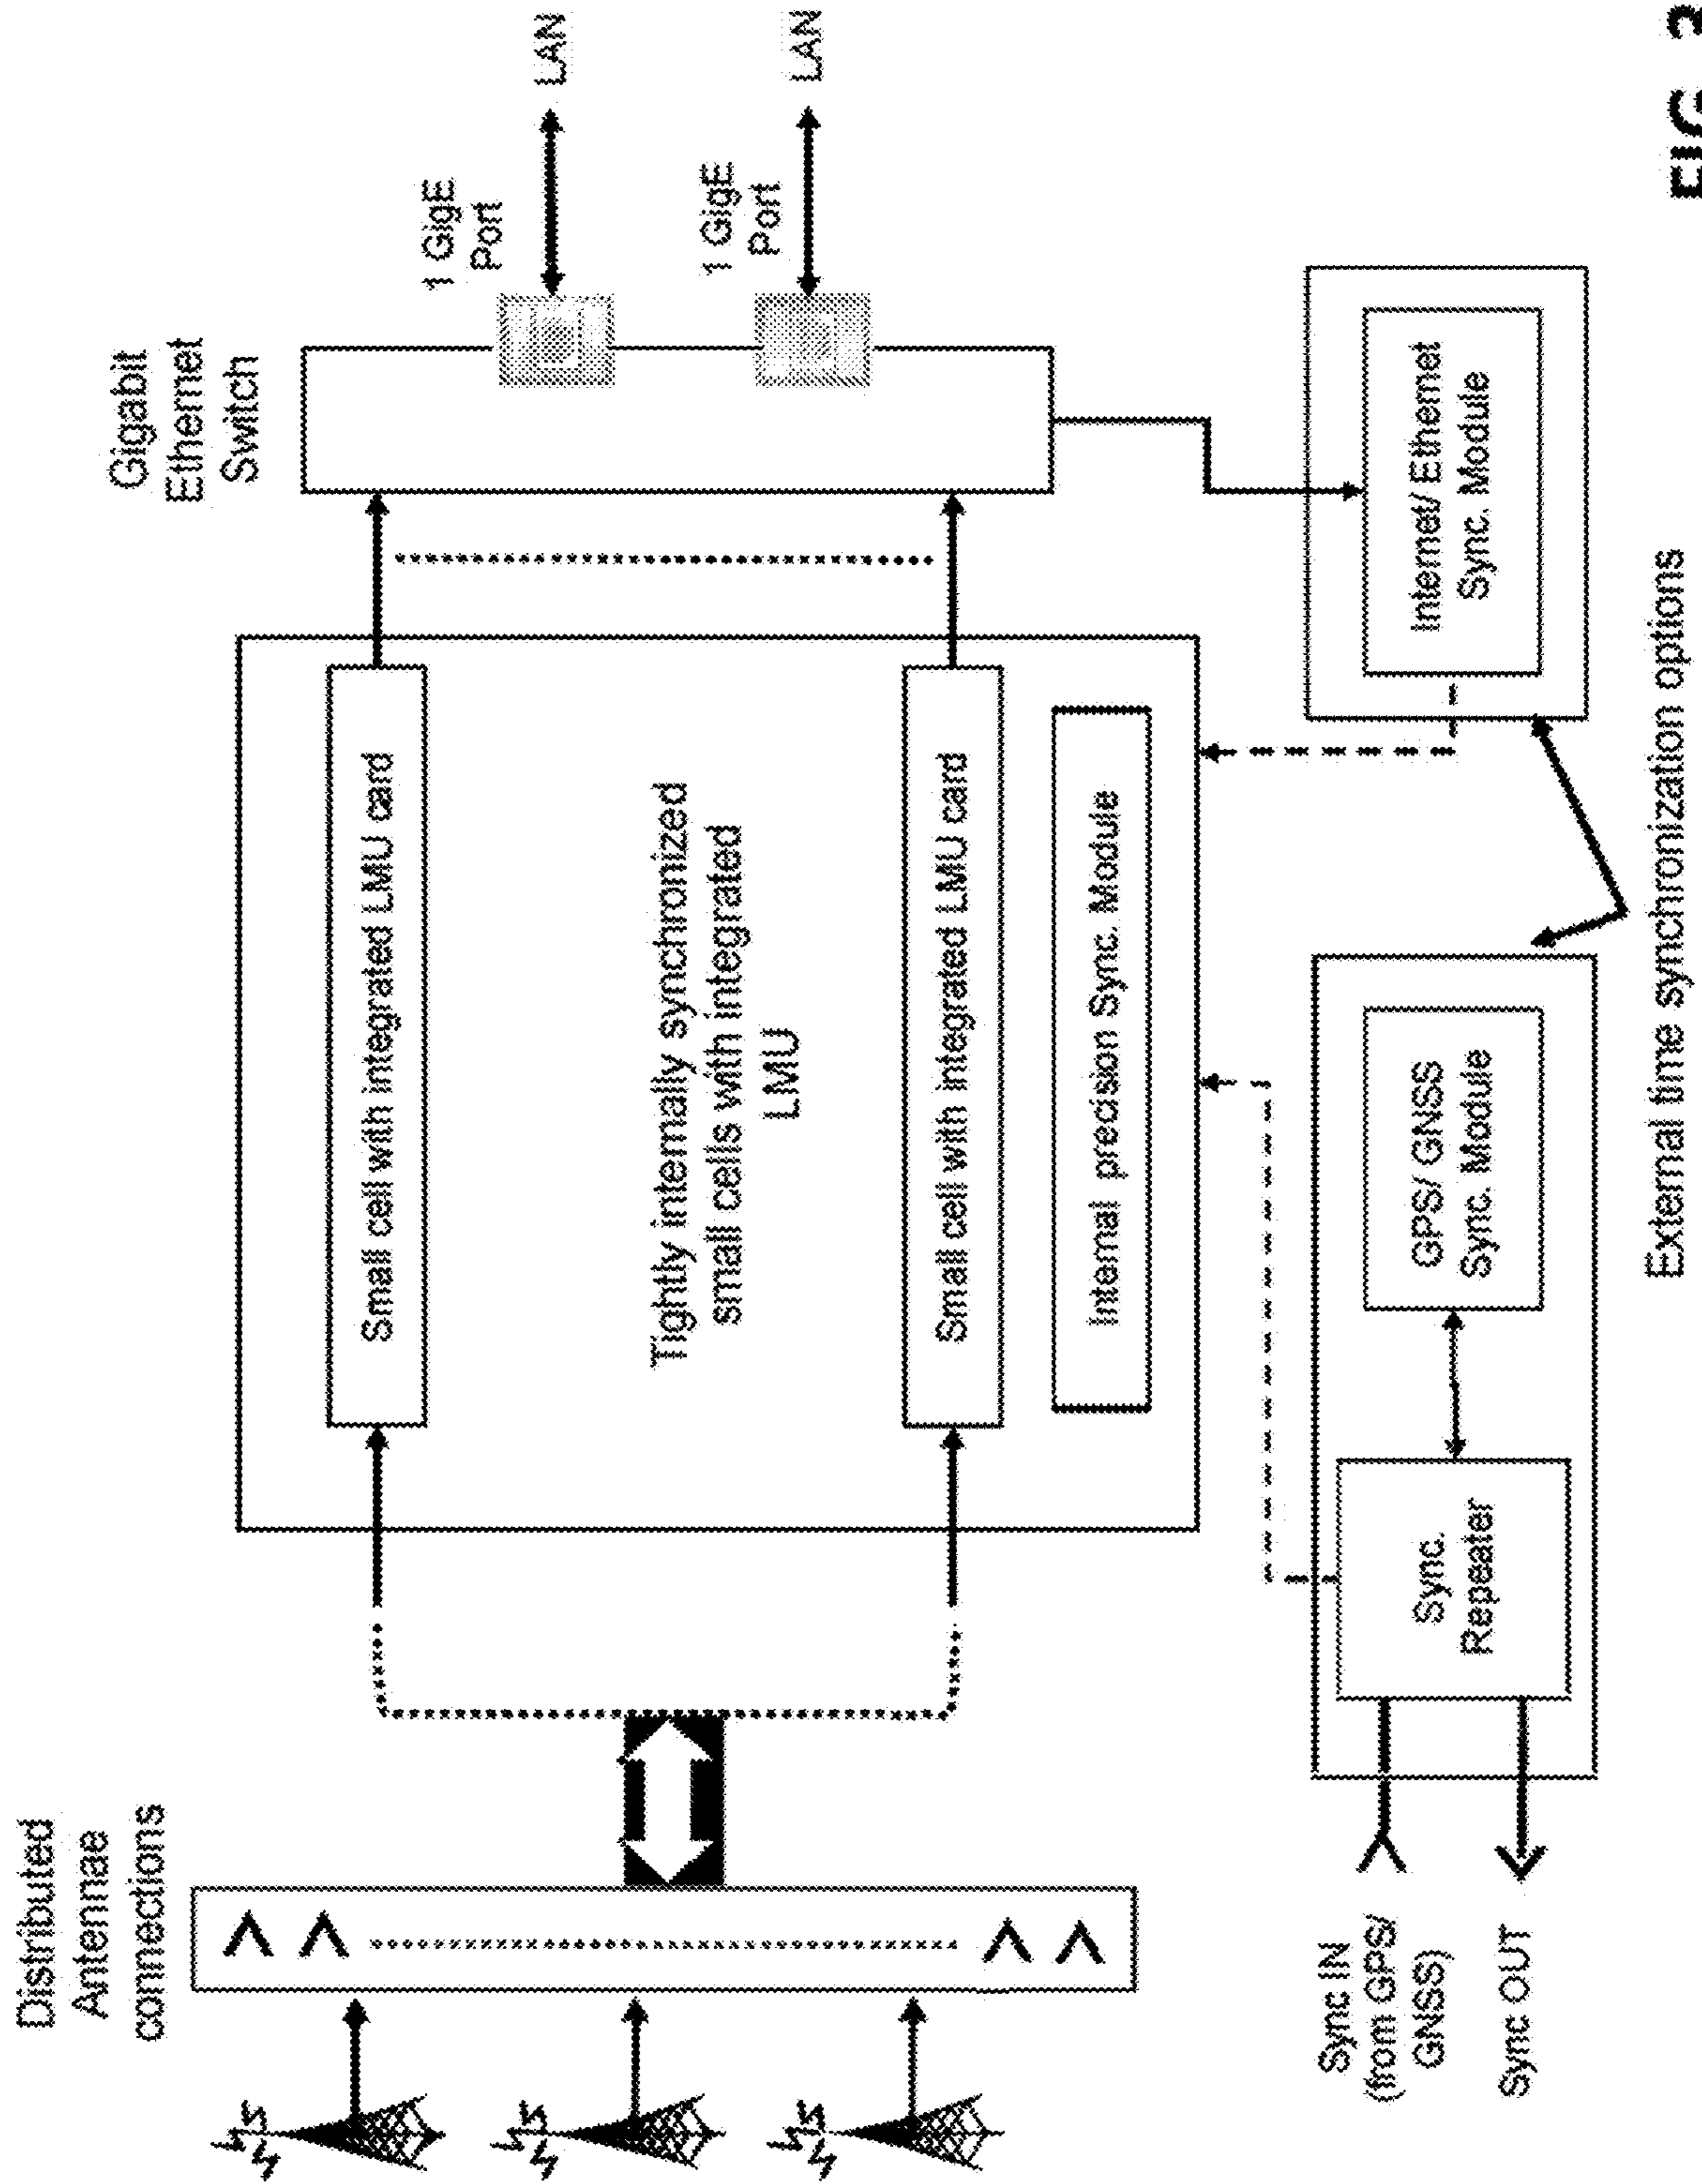 Distributed
Antennae
connections
Gigabit
Ethernet
Switch
1 GigE
Port
LAN
1 GigE
Port
LAN
Small cell with integrated LMU card
Tightly internally synchronized
small cells with integrated
LMU
Small cell with integrated LMU card
Internal precision Sync. Module
Sync IN
(from GPS/
GNSS)
Sync OUT
Sync.
Repeater
GPS/ GNSS
Sync. Module
Internet/ Ethernet
Sync. Module
External time synchronization options
FIG. 3